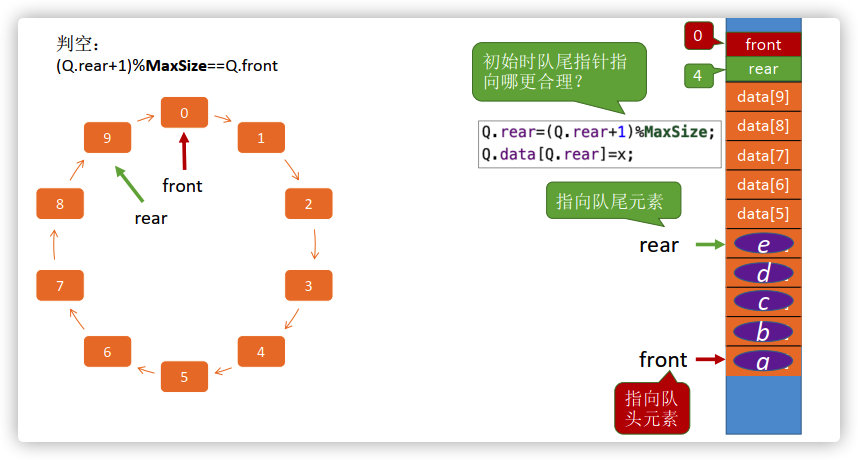 判空：
(Q.rear+1)%MaxSize==Q.front
0
1
2
3
4
5
6
7
8
9
front
rear
初始时队尾指针指
向哪更合理？
Q.rear=(Q.rear+1)%MaxSize;
Q.data[Q.rear]=x;
指向队尾元素
rear
front
指向队
头元素
0
4
front
rear
data[9]
data[8]
data[7]
data[6]
data[5]
e
d
c
b
a